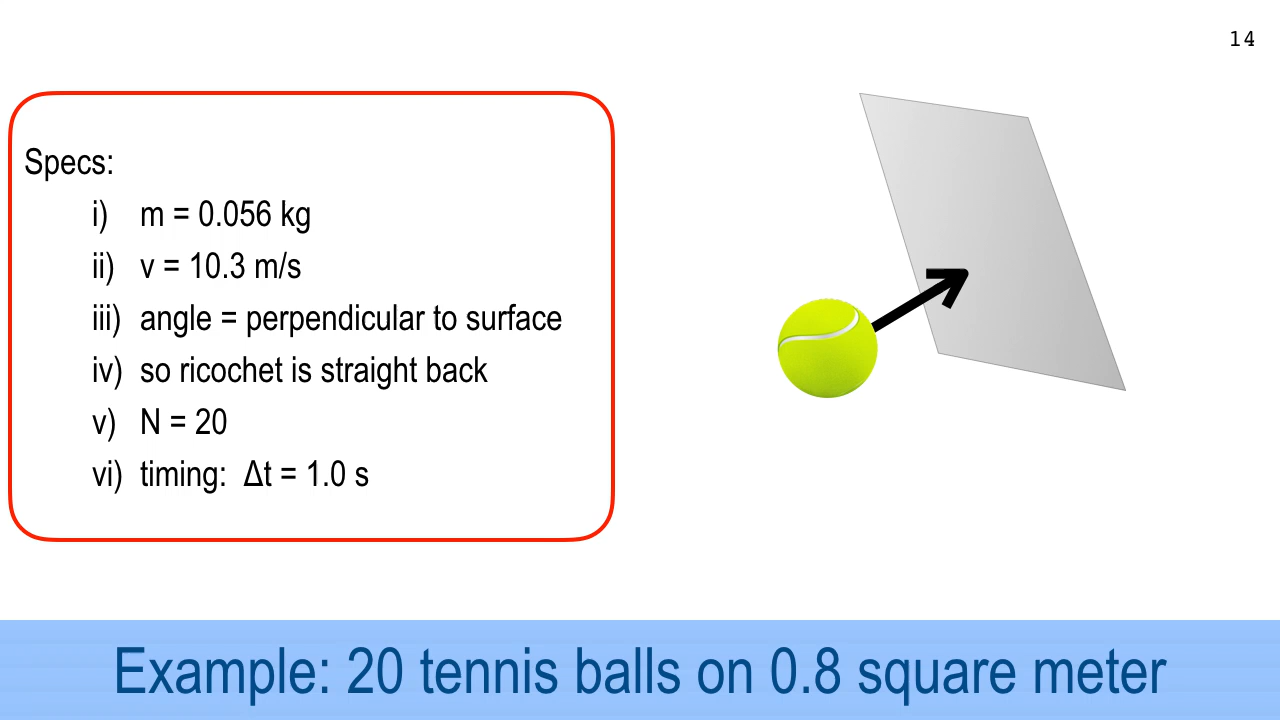 14
Specs:
i) m = 0.056 kg
ii) v = 10.3 m/s
iii) angle = perpendicular to surface
iv) so ricochet is straight back
v) N = 20
vi) timing: Δt = 1.0 s
Example: 20 tennis balls on 0.8 square meter